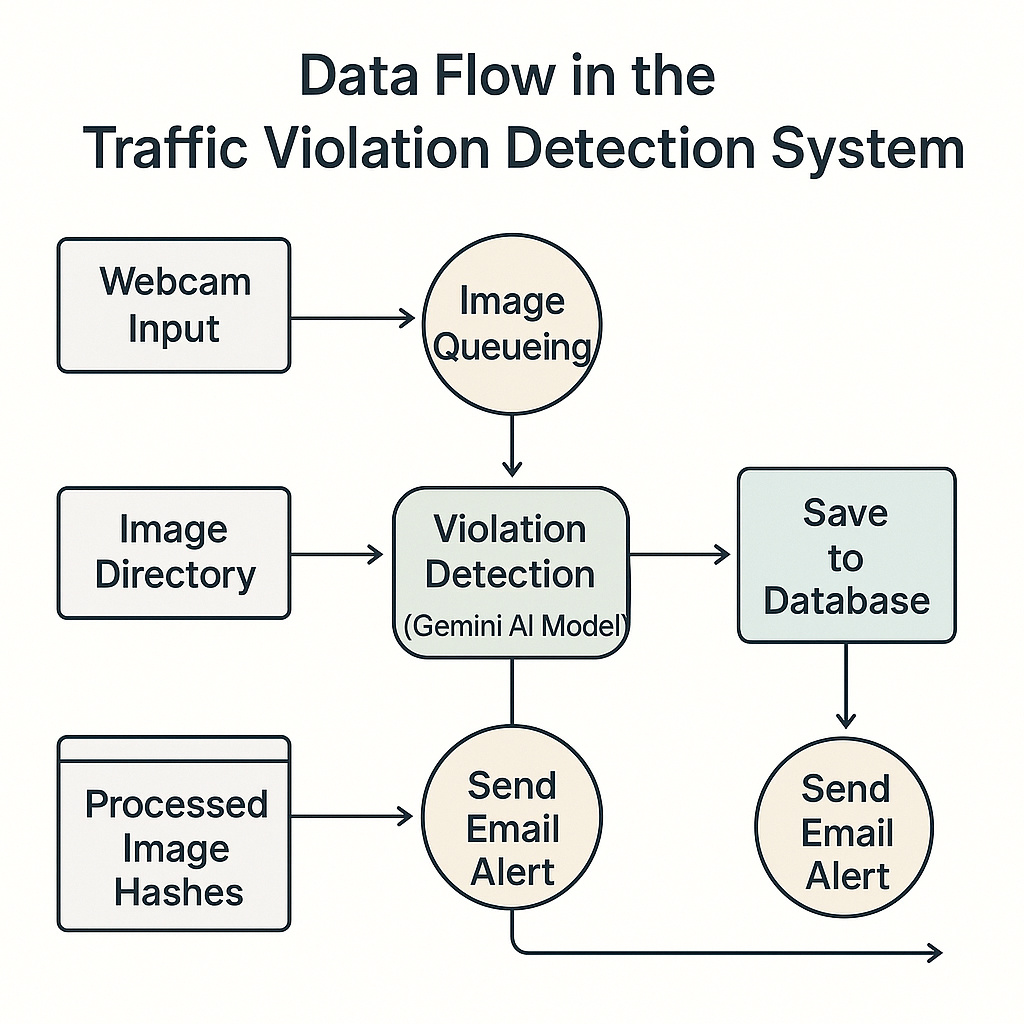 Data Flow in the
Traffic Violation Detection System
Webcam
Input
Image
Queueing
Image
Directory
Violation
Detection
(Gemini AI Model)
Save
to
Database
Processed
Image
Hashes
Send
Email
Alert
Send
Email
Alert